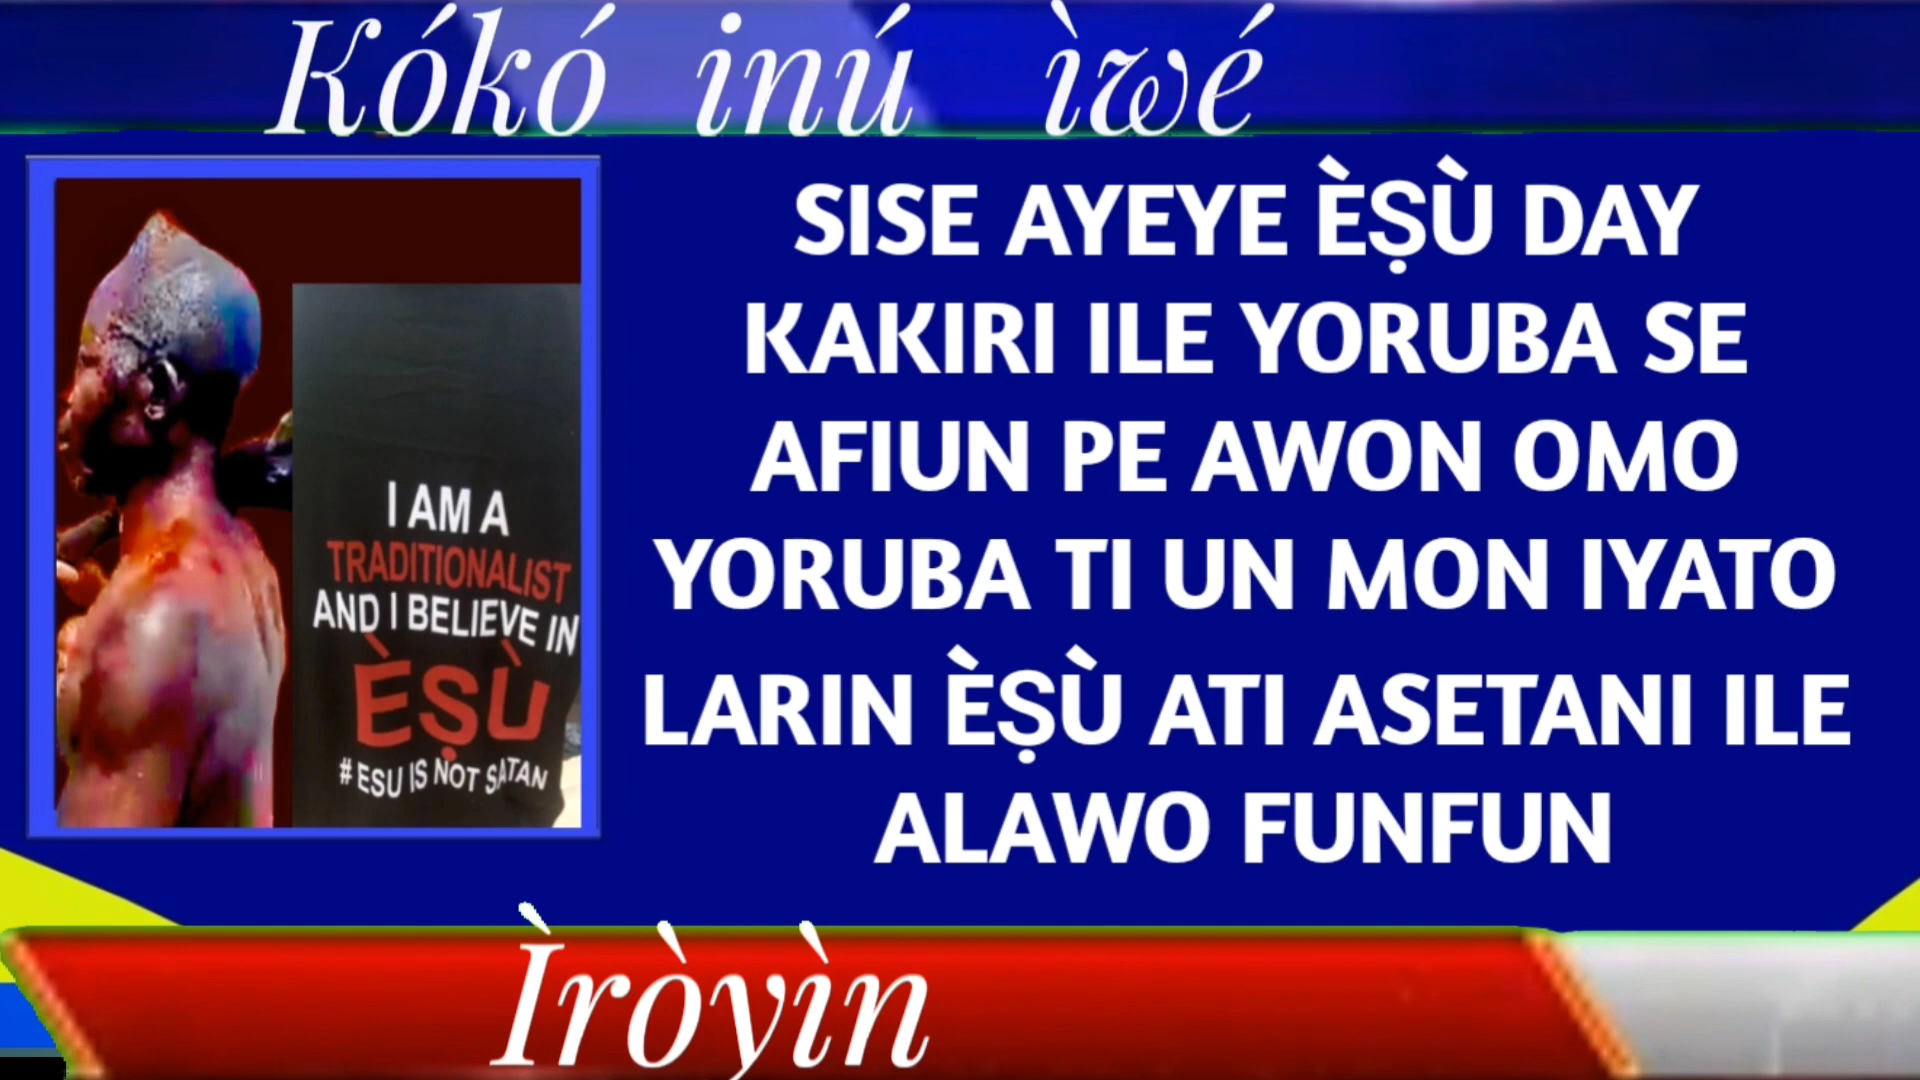 Kókó inú ìwé
SISE AYEYE ÈṢÙ DAY
KAKIRI ILE YORUBA SE
AFIUN PE AWON OMO
YORUBA TI UN MON IYATO
LARIN ÈṢÙ ATI ASETANI ILE
ALAWO FUNFUN
I AM A
TRADITIONALIST
AND I BELIEVE IN
ÈṢÙ
# ESU IS NOT SATAN
Ìròyìn